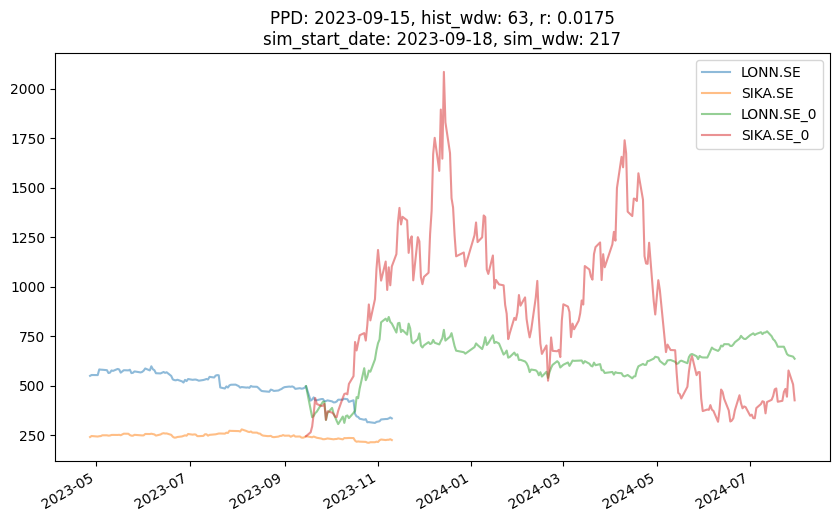 PPD: 2023-09-15, hist_wdw: 63, r: 0.0175
sim_start_date: 2023-09-18, sim_wdw: 217
LONN.SE
SIKA.SE
LONN.SE_0
SIKA.SE_0
2000
1750
1500
1250
1000
750
500
250
2023-05
2023-07
2023-09
2023-11
2024-01
2024-03
2024-05
2024-07